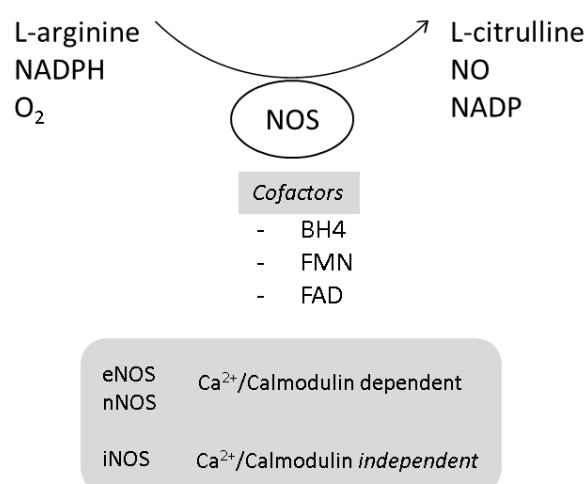 L-arginine
NADPH
O₂
L-citrulline
NO
NADP
NOS
Cofactors
- BH4
- FMN
- FAD
eNOS
nNOS
Ca²⁺/Calmodulin dependent
iNOS Ca²⁺/Calmodulin independent